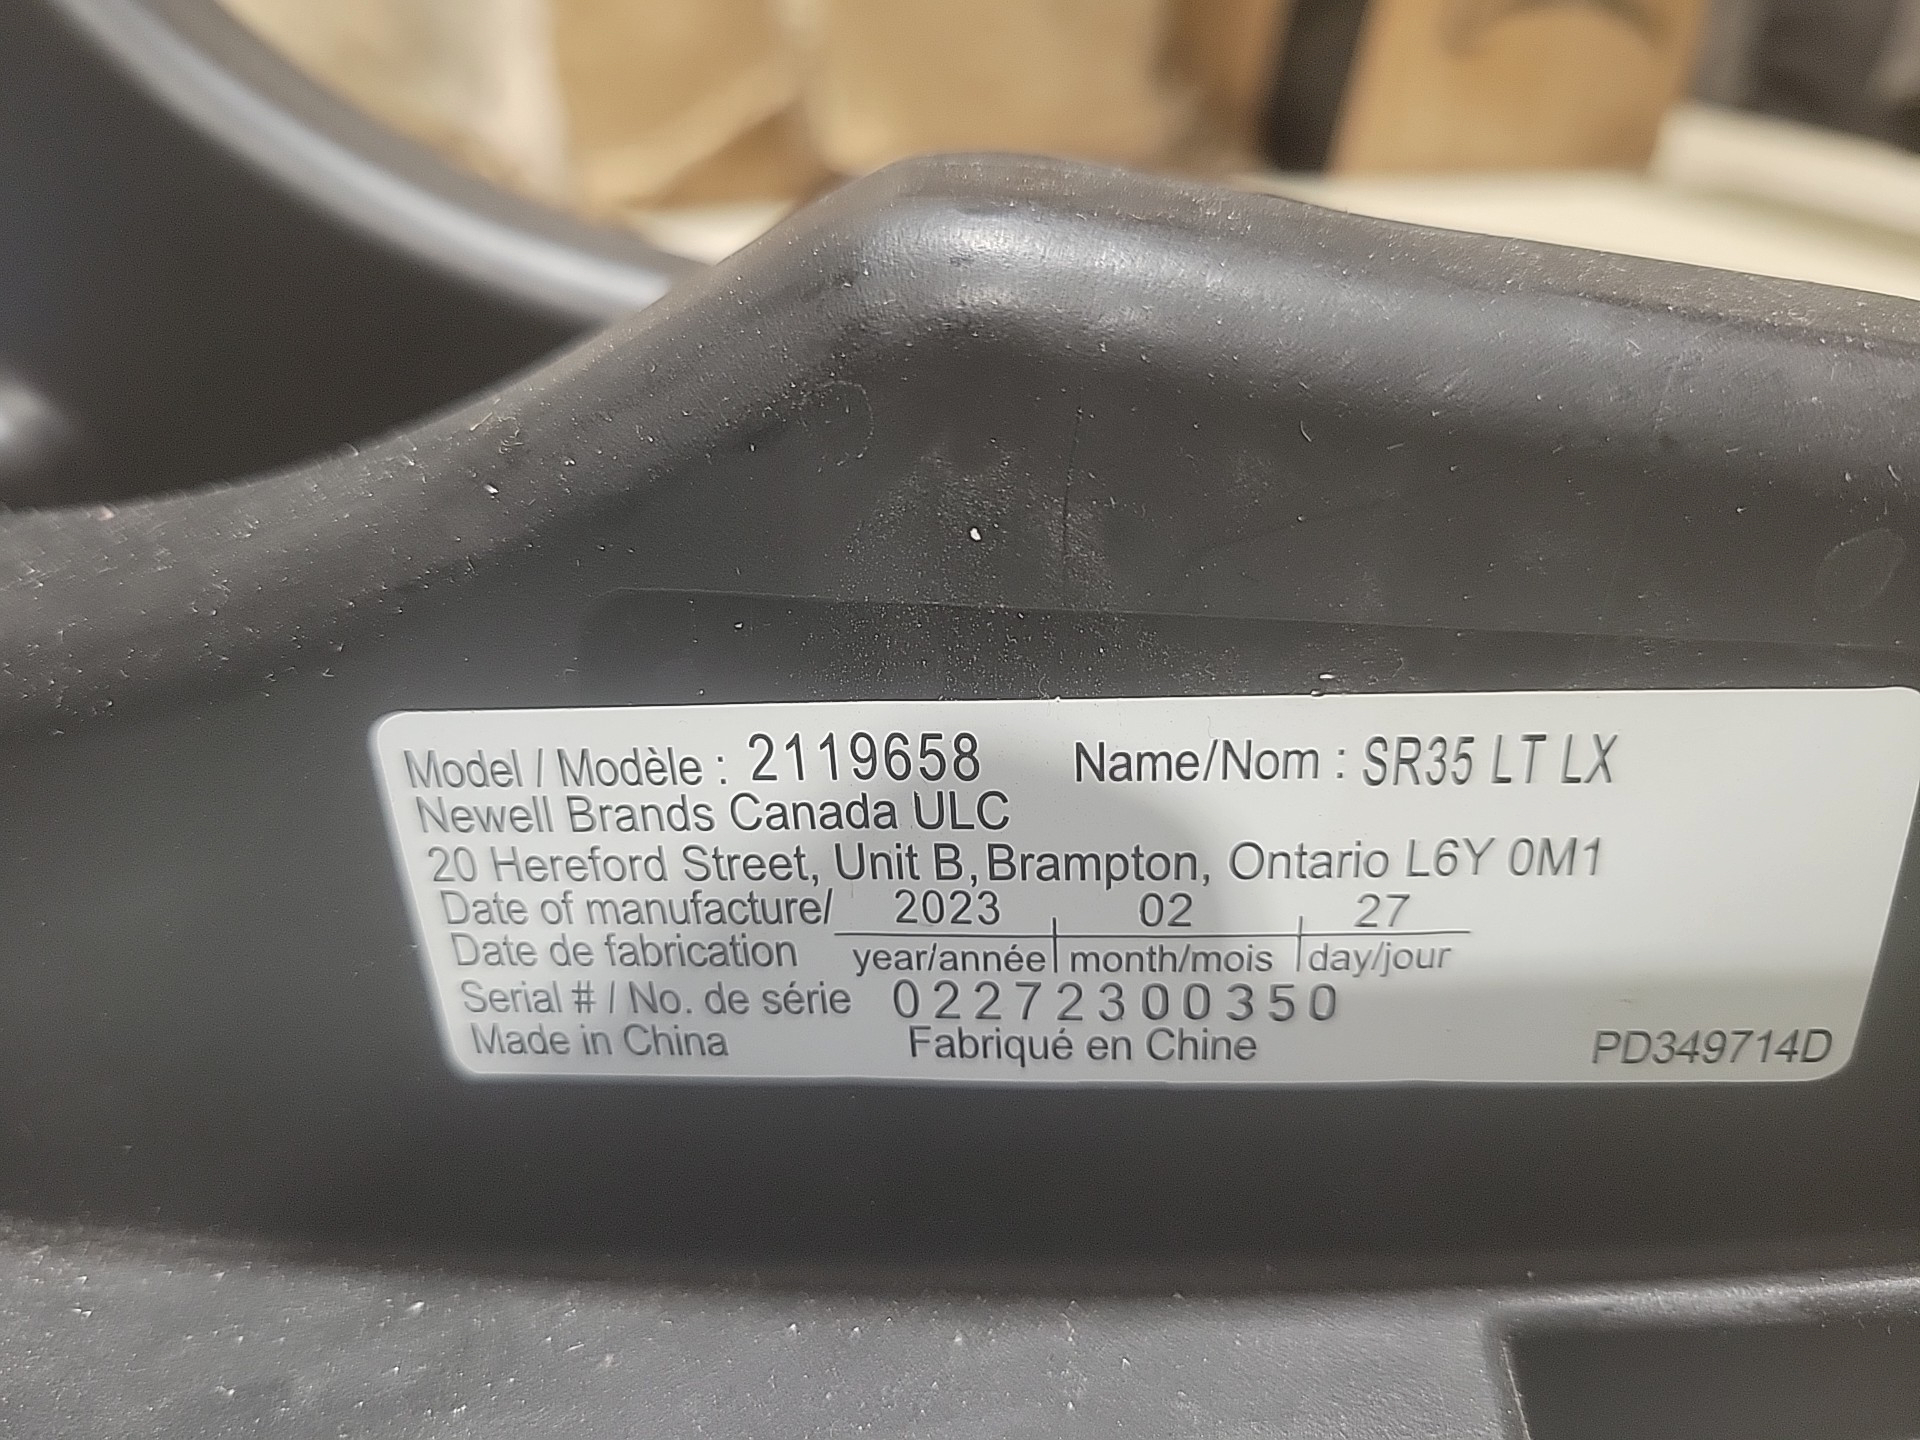 Model / Modèle : 2119658 Name/Nom : SR35 LT LX
Newell Brands Canada ULC
20 Hereford Street, Unit B, Brampton, Ontario L6Y 0M1
Date of manufacture/ 2023 02 27
Date de fabrication year/année month/mois day/jour
Serial # / No. de série 02272300350
Made in China Fabriqué en Chine PD349714D